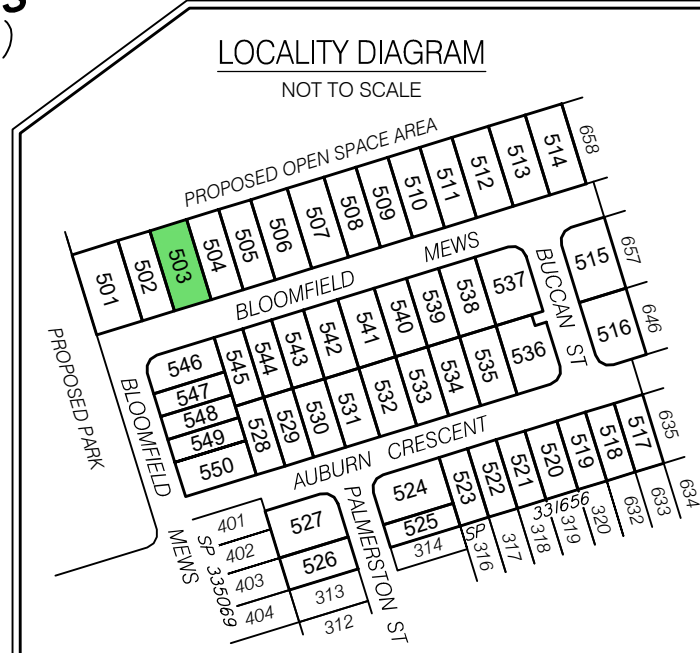 S
)
LOCALITY DIAGRAM
NOT TO SCALE
PROPOSED OPEN SPACE AREA
501 502 503 504 505 506 507 508 509 510 511 512 513 514 658
BLOOMFIELD MEWS
BUCCAN ST
515 657
516 646
PROPOSED PARK
BLOOMFIELD MEWS
546 545 544 543 542 541 540 539 538 537
547
548
549
550
528 529 530 531 532 533 534 535 536
AUBURN CRESCENT
PALMERSTON ST
524 523 522 521 520 519 518 517 635
525
314
SP 331656
316 317 318 319 320 632 633 634
SP 335069
401 527
402
403 526
404 313
312